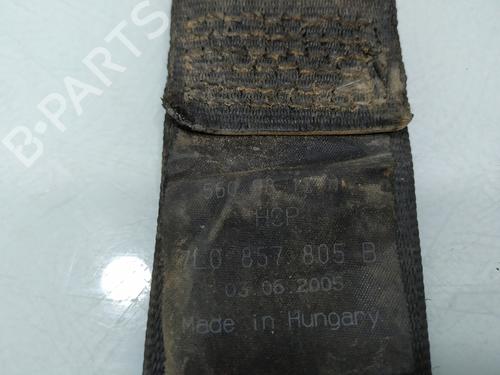 B-PARTS
HCP
7L0 857 805 B
03.06.2005
Made in Hungary